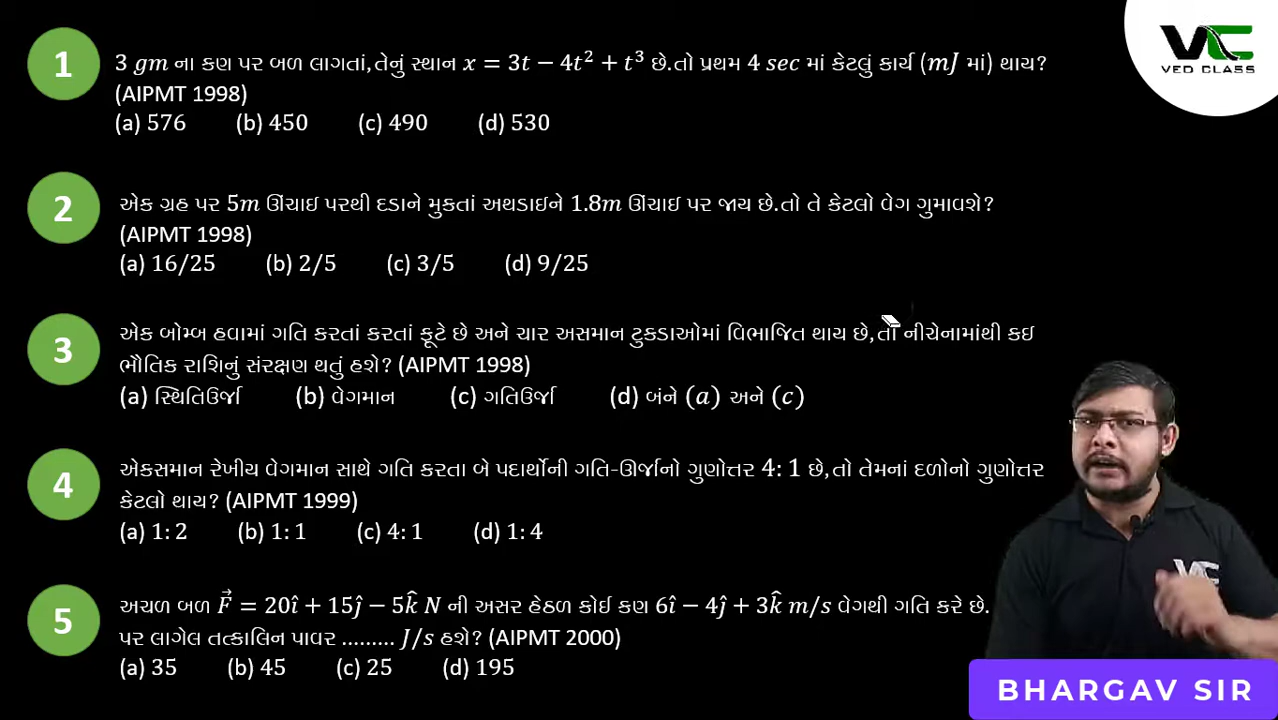 VC
VED CLASS
1
3 gm ના કણ પર બળ લાગતાં,તેનું સ્થાન x = 3t − 4t² + t³ છે.તો પ્રથમ 4 sec માં કેટલું કાર્ય (mJ માં) થાય?
(AIPMT 1998)
(a) 576 (b) 450 (c) 490 (d) 530
2
એક ગ્રહ પર 5m ઊંચાઇ પરથી દડાને મુકતાં અથડાઇને 1.8m ઊંચાઇ પર જાય છે.તો તે કેટલો વેગ ગુમાવશે?
(AIPMT 1998)
(a) 16/25 (b) 2/5 (c) 3/5 (d) 9/25
3
એક બોમ્બ હવામાં ગતિ કરતાં કરતાં ફૂટે છે અને ચાર અસમાન ટુકડાઓમાં વિભાજિત થાય છે,તો નીચેનામાંથી કઇ
ભૌતિક રાશિનું સંરક્ષણ થતું હશે? (AIPMT 1998)
(a) સ્થિતિઉર્જા (b) વેગમાન (c) ગતિઉર્જા (d) બંને (a) અને (c)
4
એકસમાન રેખીય વેગમાન સાથે ગતિ કરતા બે પદાર્થોની ગતિ-ઊર્જાનો ગુણોત્તર 4: 1 છે,તો તેમનાં દળોનો ગુણોત્તર
કેટલો થાય? (AIPMT 1999)
(a) 1: 2 (b) 1: 1 (c) 4: 1 (d) 1: 4
5
અચળ બળ F⃗ = 20î + 15ĵ − 5k̂ N ની અસર હેઠળ કોઈ કણ 6î − 4ĵ + 3k̂ m/s વેગથી ગતિ કરે છે.
પર લાગેલ તત્કાલિન પાવર ......... J/s હશે? (AIPMT 2000)
(a) 35 (b) 45 (c) 25 (d) 195
VC
BHARGAV SIR